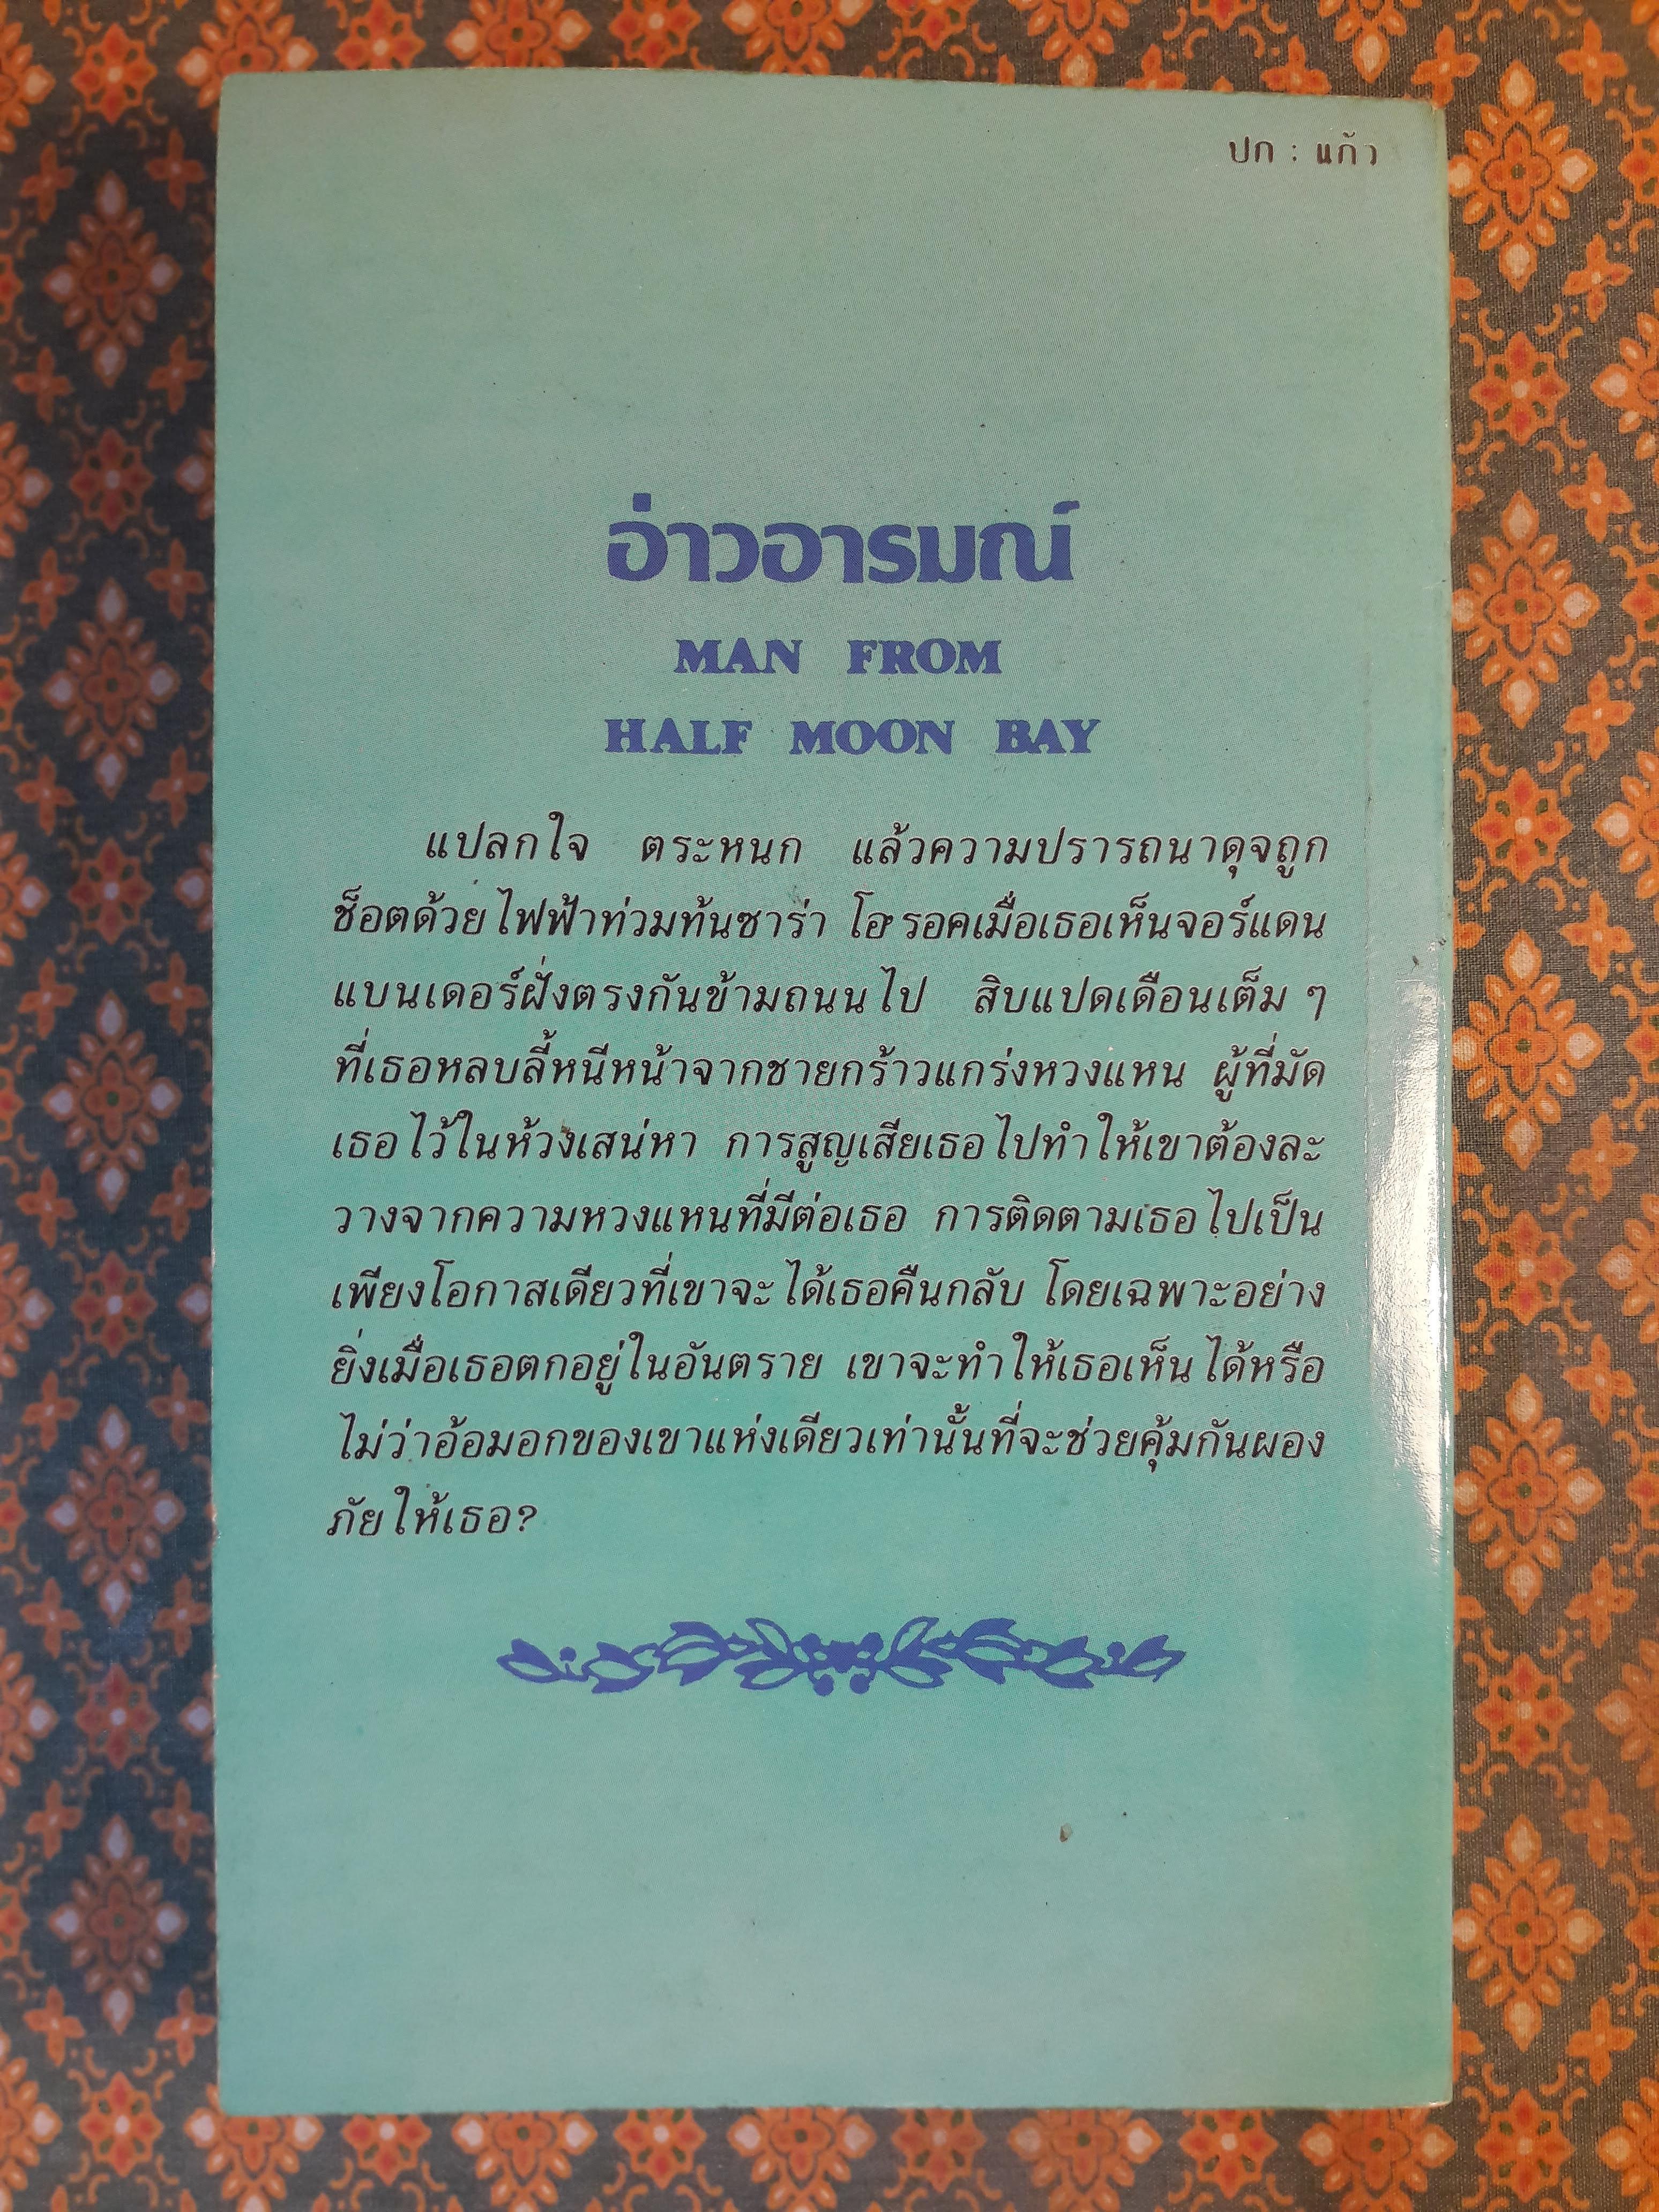 ปก : แก้ว
อ่าวอารมณ์
MAN FROM
HALF MOON BAY
แปลกใจ ตระหนก แล้วความปรารถนาดุจถูก
ช็อตด้วยไฟฟ้าท่วมท้นซาร่า โอ รอคเมื่อเธอเห็นจอร์แดน
แบนเดอร์ฝั่งตรงกันข้ามถนนไป สิบแปดเดือนเต็ม ๆ
ที่เธอหลบลี้หนีหน้าจากชายกร้าวแกร่งหวงแหน ผู้ที่มัด
เธอไว้ในห้วงเสน่หา การสูญเสียเธอไปทำให้เขาต้องละ
วางจากความหวงแหนที่มีต่อเธอ การติดตามเธอไปเป็น
เพียงโอกาสเดียวที่เขาจะได้เธอคืนกลับ โดยเฉพาะอย่าง
ยิ่งเมื่อเธอตกอยู่ในอันตราย เขาจะทำให้เธอเห็นได้หรือ
ไม่ว่าอ้อมอกของเขาแห่งเดียวเท่านั้นที่จะช่วยคุ้มกันผอง
ภัยให้เธอ?